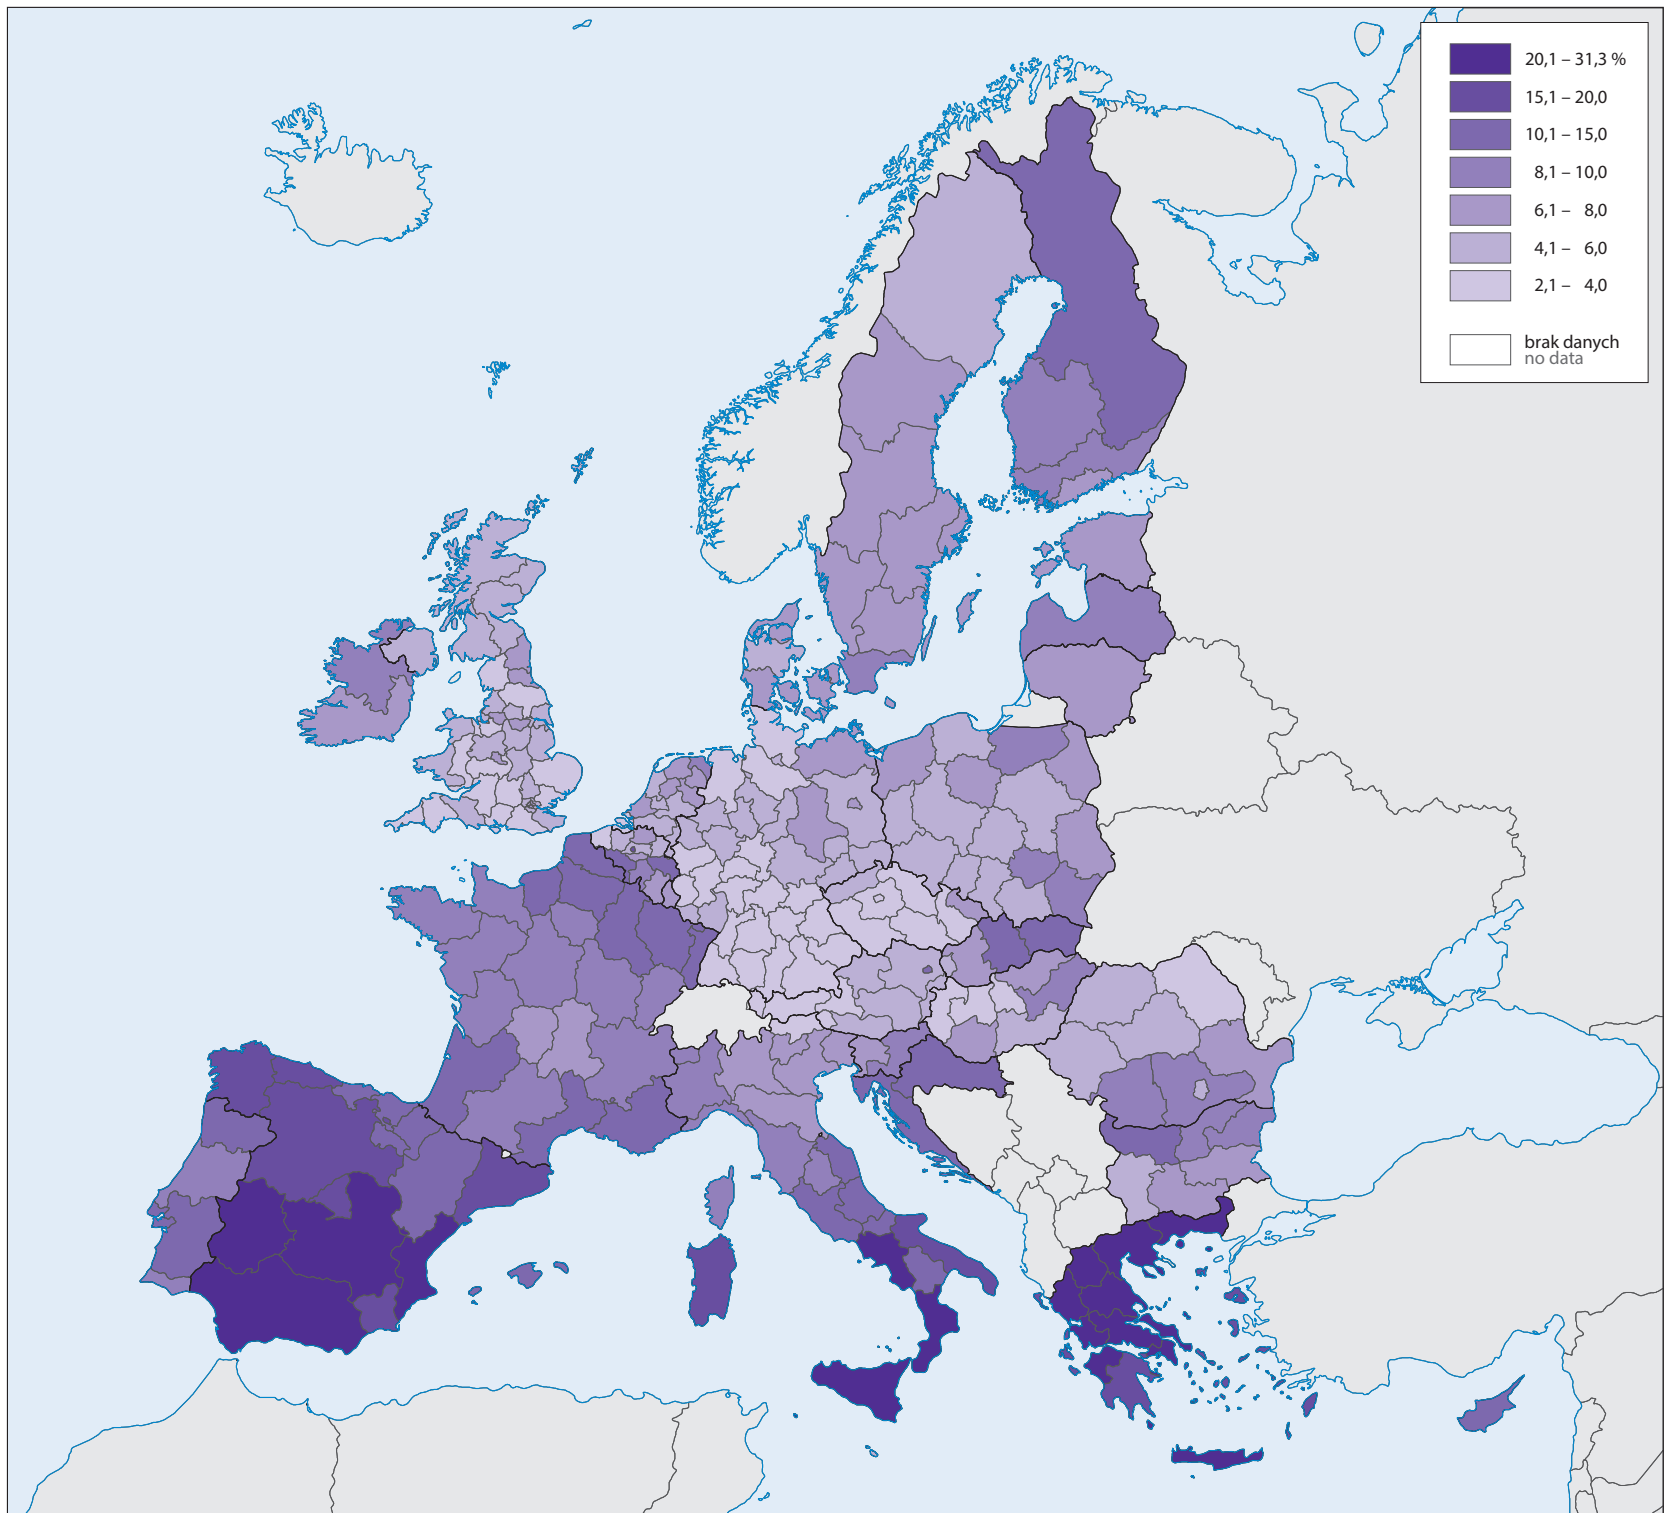 20,1 – 31,3 %
15,1 – 20,0
10,1 – 15,0
8,1 – 10,0
6,1 – 8,0
4,1 – 6,0
2,1 – 4,0
brak danych
no data